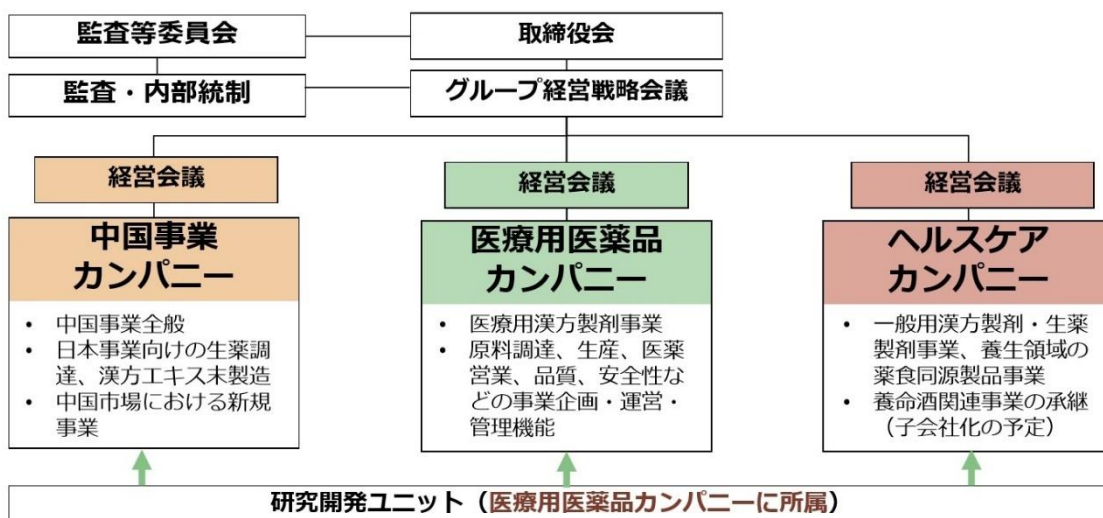 監査等委員会
取締役会
監査・内部統制
グループ経営戦略会議
経営会議
中国事業
カンパニー
• 中国事業全般
• 日本事業向けの生薬調
達、漢方エキス末製造
• 中国市場における新規
事業
経営会議
医療用医薬品
カンパニー
• 医療用漢方製剤事業
• 原料調達、生産、医薬
営業、品質、安全性な
どの事業企画・運営・
管理機能
経営会議
ヘルスケア
カンパニー
• 一般用漢方製剤・生薬
製剤事業、養生領域の
薬食同源製品事業
• 養命酒関連事業の承継
（子会社化の予定）
研究開発ユニット（医療用医薬品カンパニーに所属）